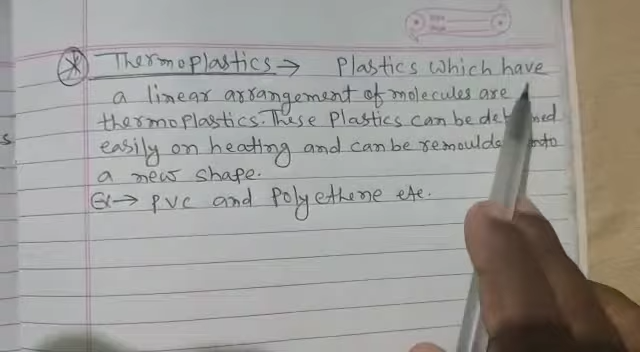 * Thermoplastics → Plastics which have
a linear arrangement of molecules are
thermoplastics. These Plastics can be
easily on heating and can be
a new shape.
Ex → PVC and Polyethene etc.
s